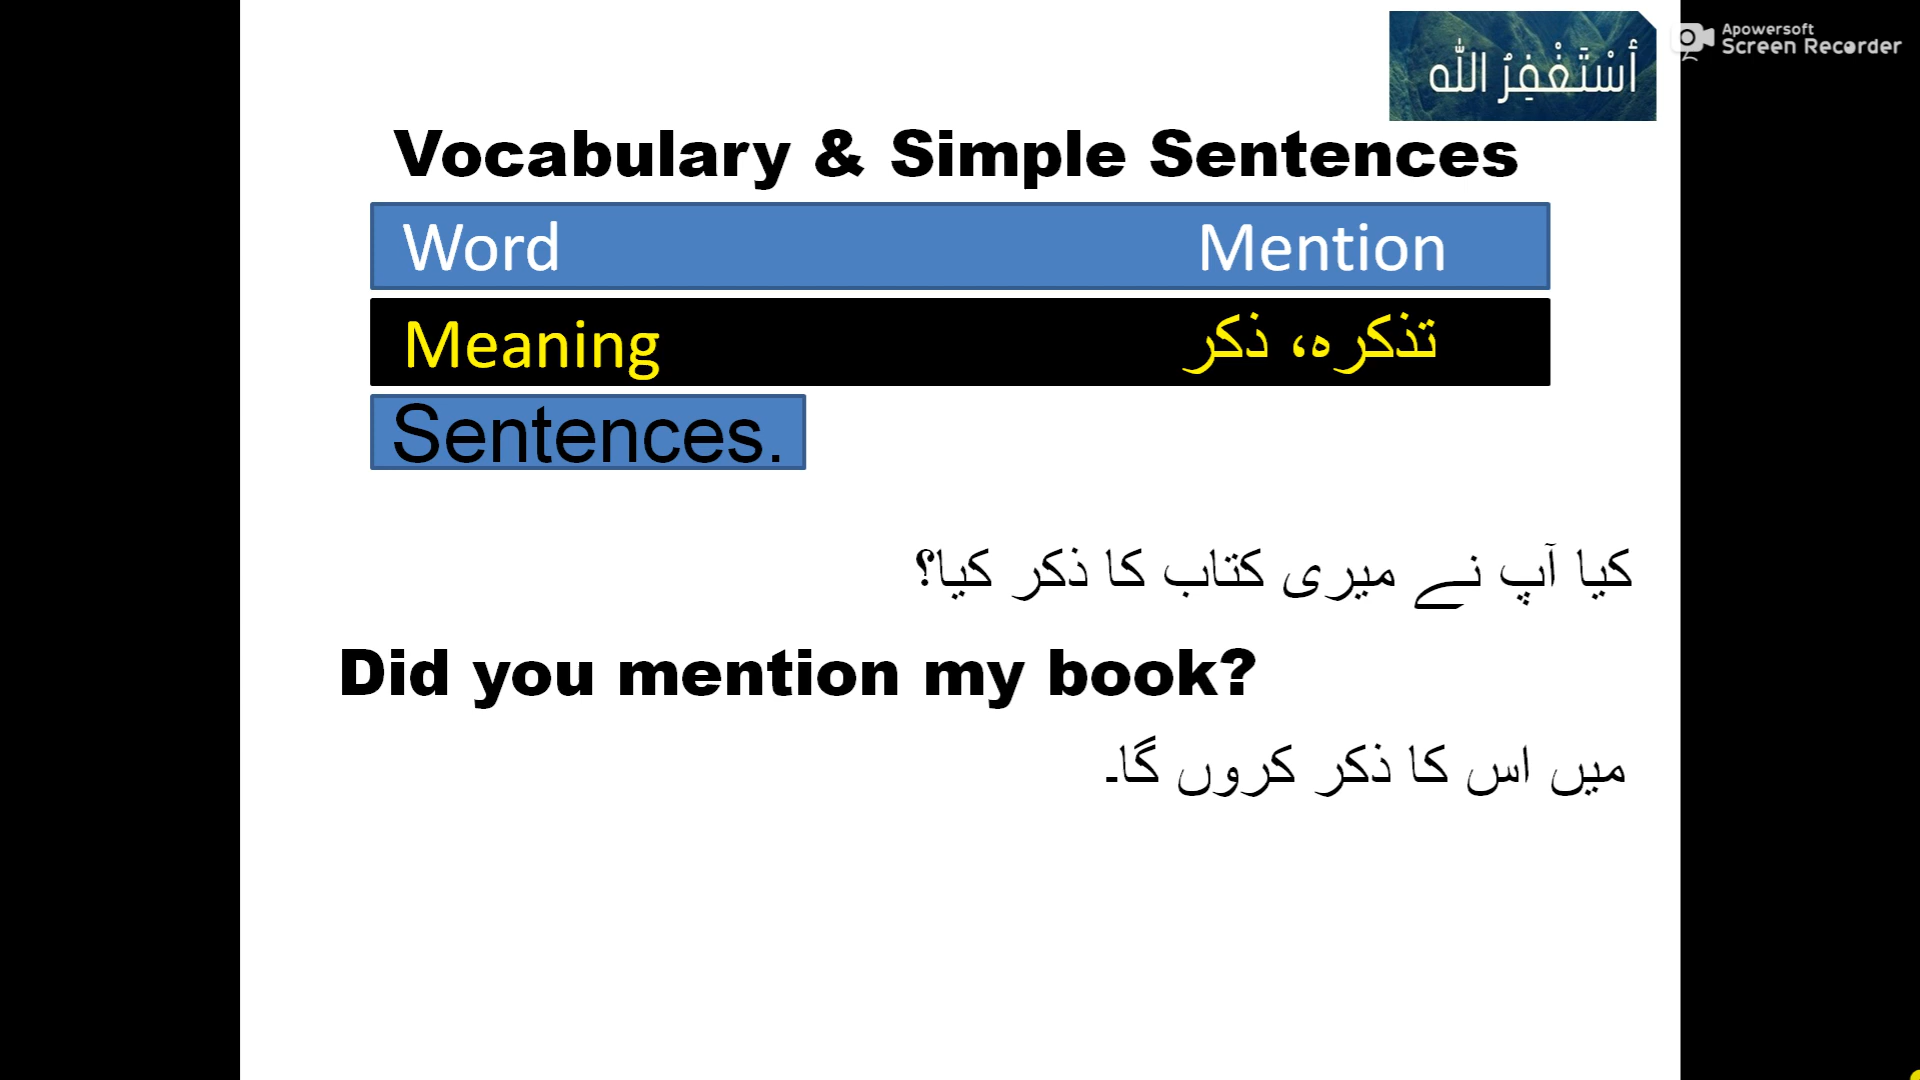 أسْتَغْفِرُ الله
Apowersoft
Screen Recorder
Vocabulary & Simple Sentences
Word Mention
Meaning تذکرہ، ذکر
Sentences.
کیا آپ نے میری کتاب کا ذکر کیا؟
Did you mention my book?
میں اس کا ذکر کروں گا۔